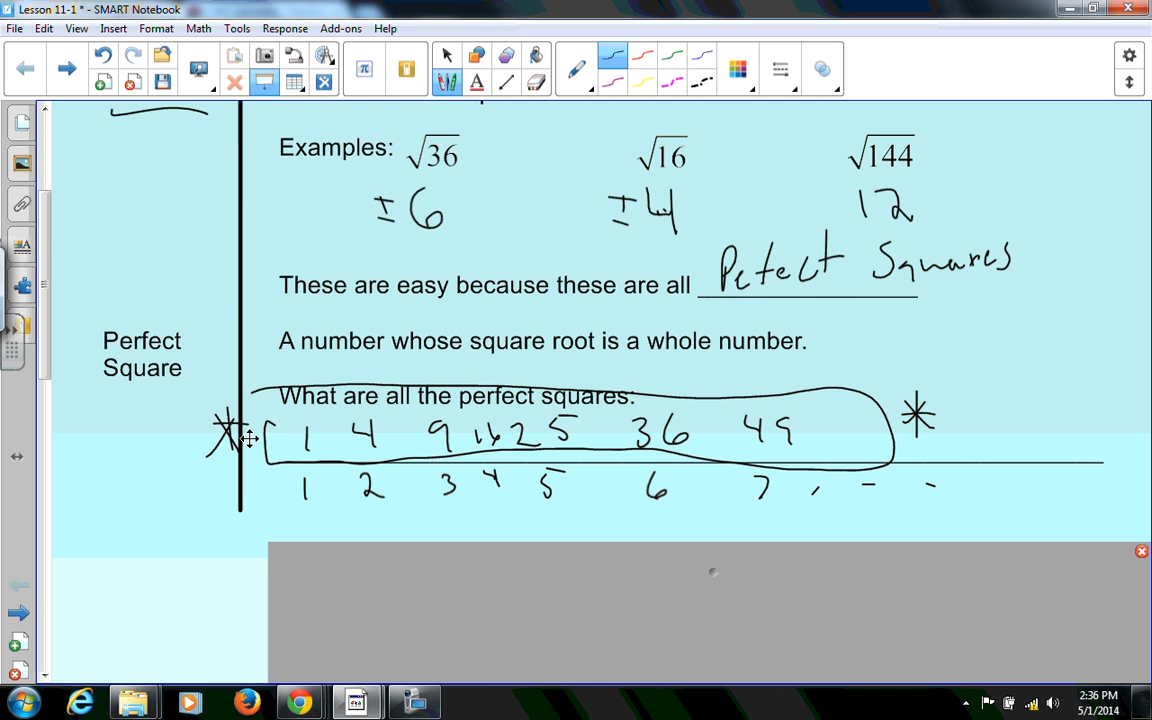 Lesson 11-1 * - SMART Notebook
File Edit View Insert Format Math Tools Response Add-ons Help
Examples: √36 √16 √144
±6 ±4 12
These are easy because these are all Petect Squares
Perfect Square
A number whose square root is a whole number.
What are all the perfect squares:
* 1 4 9 16 25 36 49 *
1 2 3 4 5 6 7 . - -
2:36 PM
5/1/2014